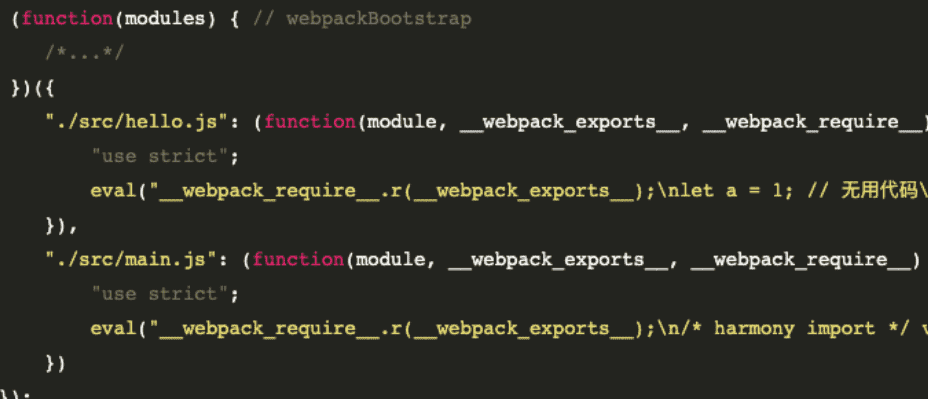 (function(modules) { // webpackBootstrap
/*...*/
})({
"./src/hello.js": (function(module, __webpack_exports__, __webpack_require__)
"use strict";
eval("__webpack_require__.r(__webpack_exports__);\nlet a = 1; // 无用代码\
}),
"./src/main.js": (function(module, __webpack_exports__, __webpack_require__)
"use strict";
eval("__webpack_require__.r(__webpack_exports__);\n/* harmony import */ v
})
});